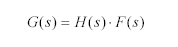 G(s) = H(s) · F(s)